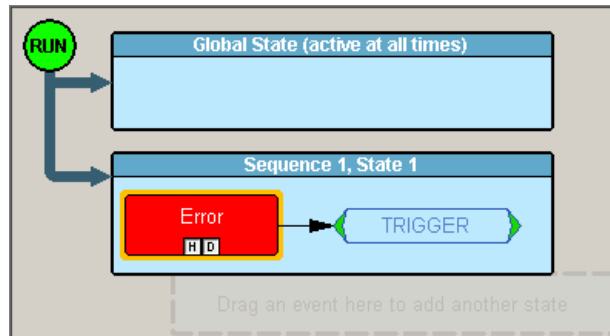 RUN
Global State (active at all times)
Sequence 1, State 1
Error
H D
TRIGGER
Drag an event here to add another state